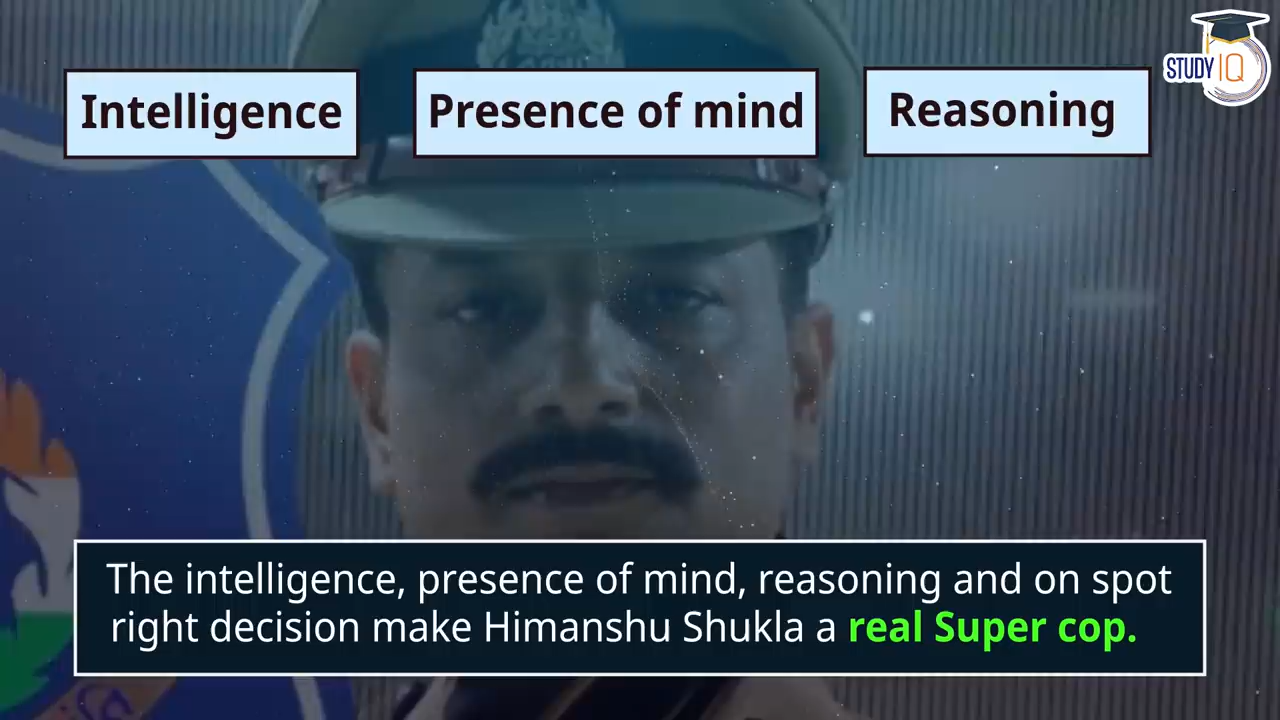 STUDY IQ
Intelligence
Presence of mind
Reasoning
The intelligence, presence of mind, reasoning and on spot
right decision make Himanshu Shukla a real Super cop.